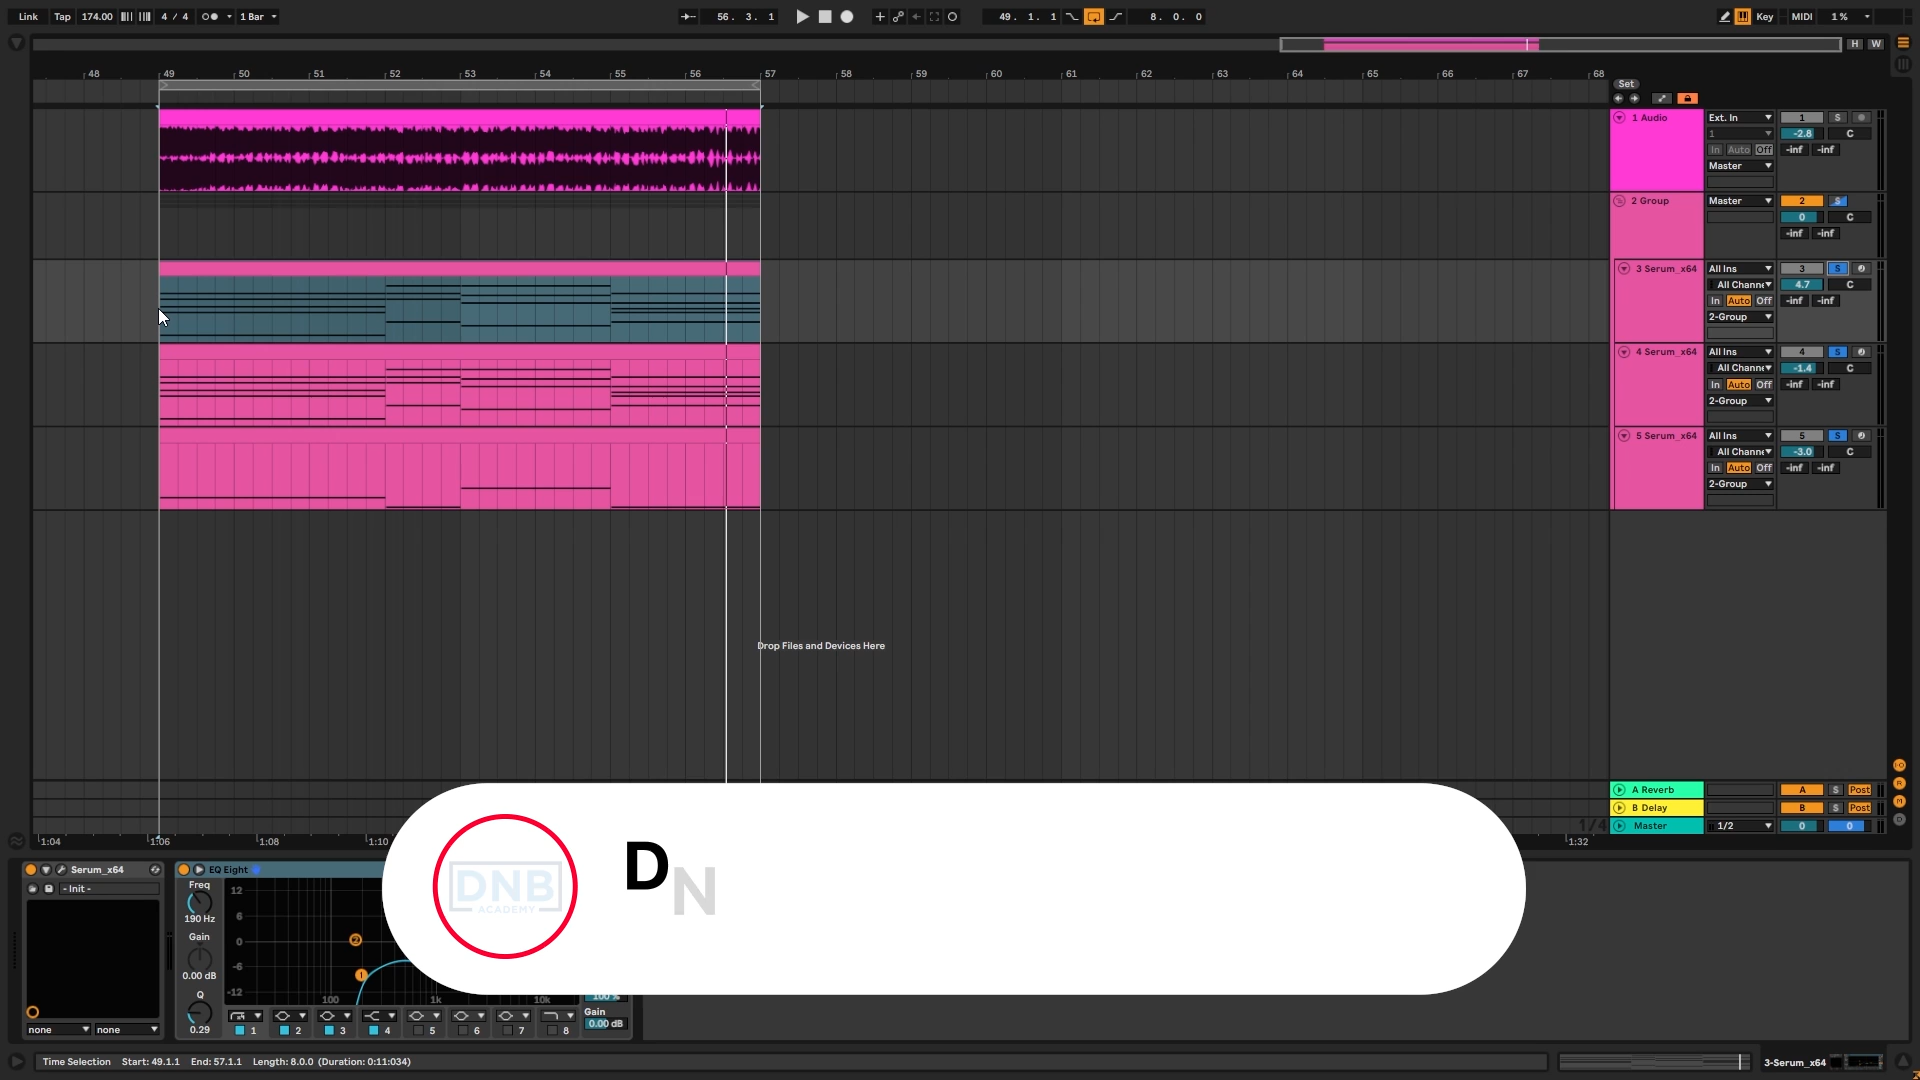 Link Tap 174.00 4 / 4 1 Bar 56. 3. 1 49. 1. 1 8. 0. 0 Key MIDI 1 %
H W
48 49 50 51 52 53 54 55 56 57 58 59 60 61 62 63 64 65 66 67 68
Set
1 Audio Ext. In 1 S
1 -2.8 C
In Auto Off -inf -inf
Master
2 Group Master 2 S
0 C
-inf -inf
3 Serum_x64 All Ins 3 S
All Channe 4.7 C
In Auto Off -inf -inf
2-Group
4 Serum_x64 All Ins 4 S
All Channe -1.4 C
In Auto Off -inf -inf
2-Group
5 Serum_x64 All Ins 5 S
All Channe -3.0 C
In Auto Off -inf -inf
2-Group
Drop Files and Devices Here
A Reverb A S Post
B Delay B S Post
1/4 Master 1/2 0 0
1:04 1:06 1:08 1:10 1:32
DNB
ACADEMY
D N
Serum_x64
- Init -
none none
EQ Eight
Freq
190 Hz
Gain
0.00 dB
Q
0.29
12
6
0
-6
-12
2
1
100 1k 10k
1 2 3 4 5 6 7 8
100 %
Gain
0.00 dB
Time Selection Start: 49.1.1 End: 57.1.1 Length: 8.0.0 (Duration: 0:11:034)
3-Serum_x64